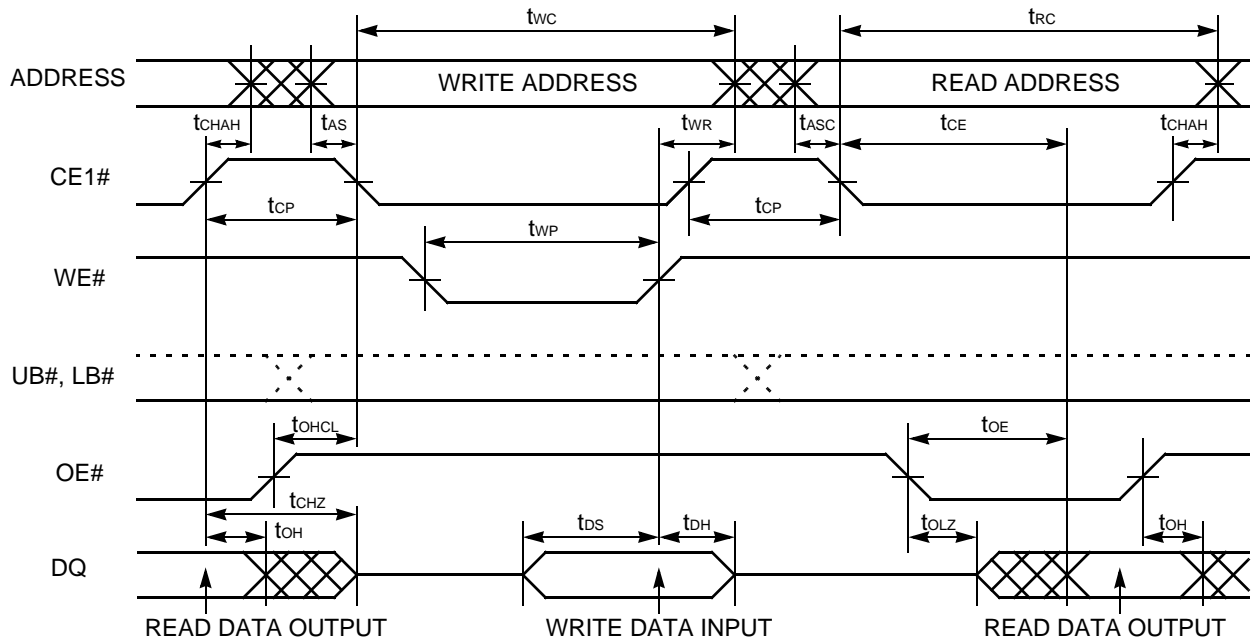 tWC tRC
ADDRESS WRITE ADDRESS READ ADDRESS
tCHAH tAS tWR tASC tCE tCHAH
CE1#
tCP tCP
tWP
WE#
UB#, LB#
tOHCL tOE
OE#
tCHZ
tOH tDS tDH tOLZ tOH
DQ
READ DATA OUTPUT WRITE DATA INPUT READ DATA OUTPUT